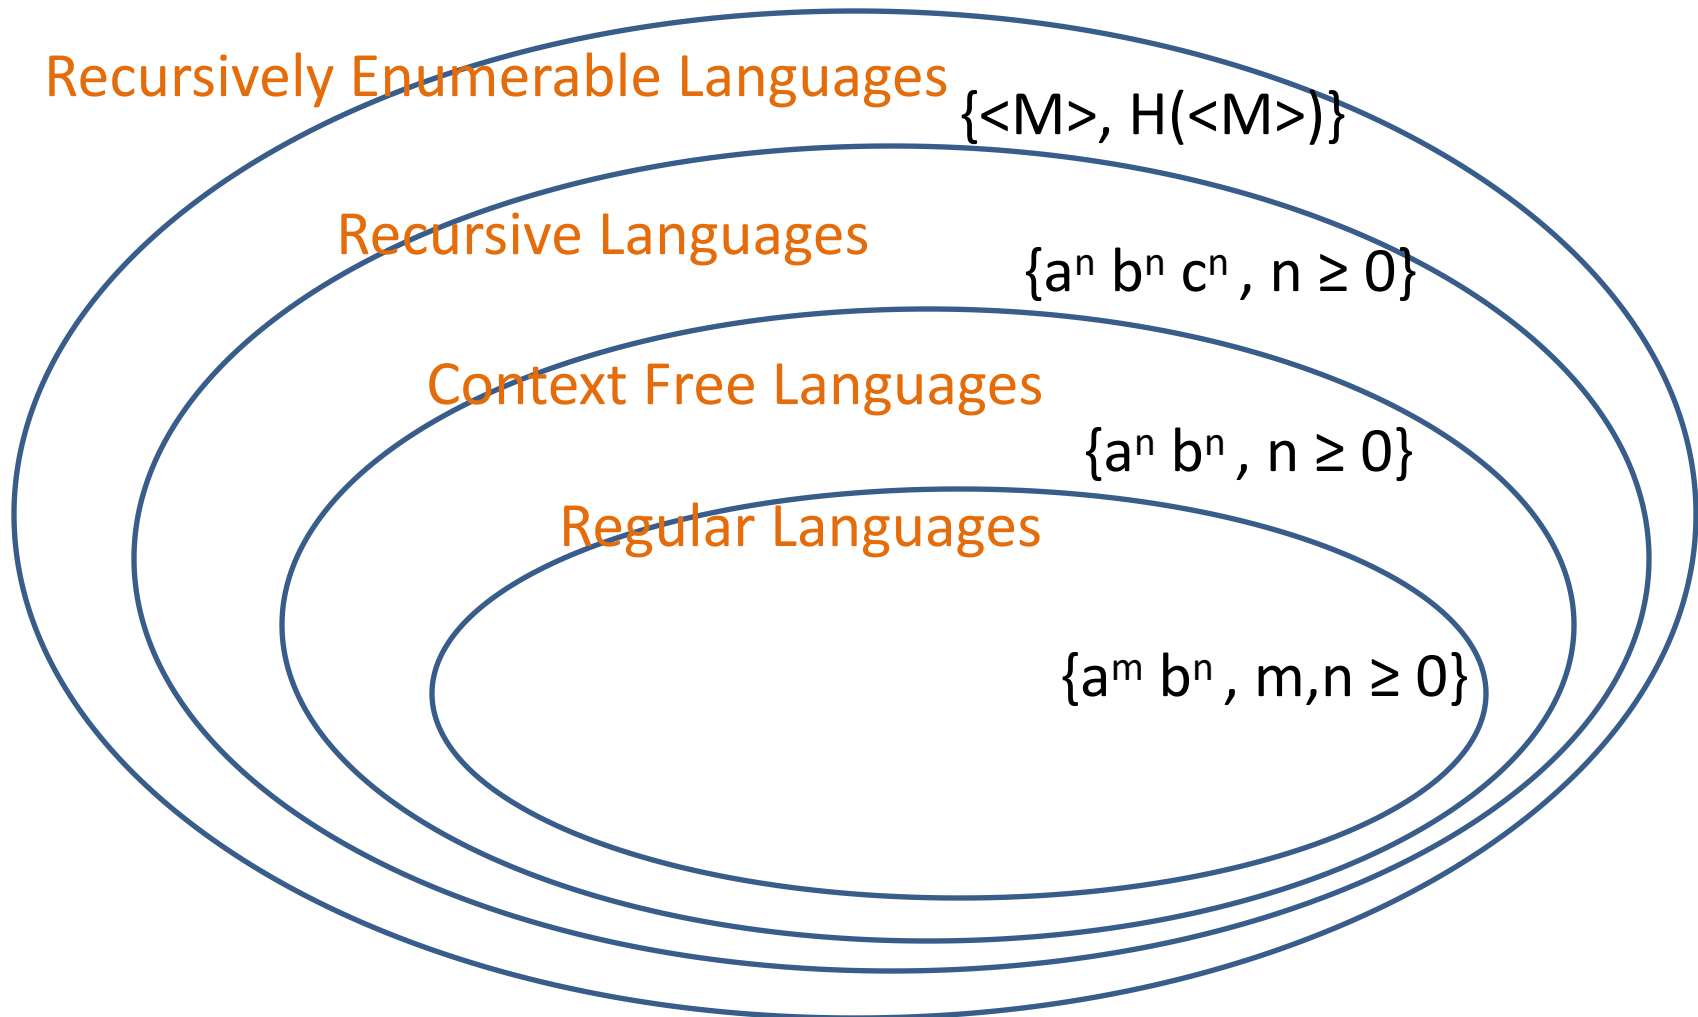 Recursively Enumerable Languages
{<M>, H(<M>)}
Recursive Languages
{aⁿ bⁿ cⁿ , n ≥ 0}
Context Free Languages
{aⁿ bⁿ , n ≥ 0}
Regular Languages
{aᵐ bⁿ , m,n ≥ 0}